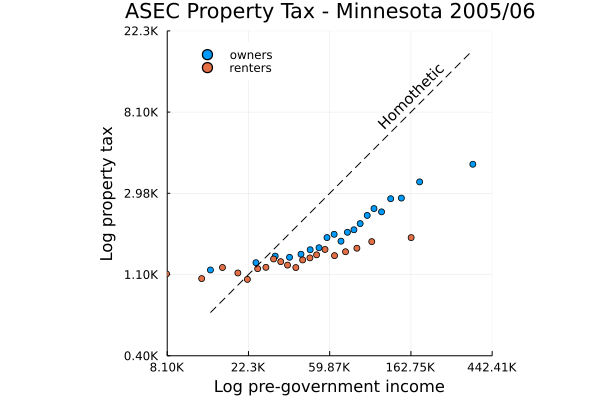 ASEC Property Tax - Minnesota 2005/06
22.3K
owners
renters
Homothetic
8.10K
2.98K
1.10K
0.40K
Log property tax
8.10K 22.3K 59.87K 162.75K 442.41K
Log pre-government income